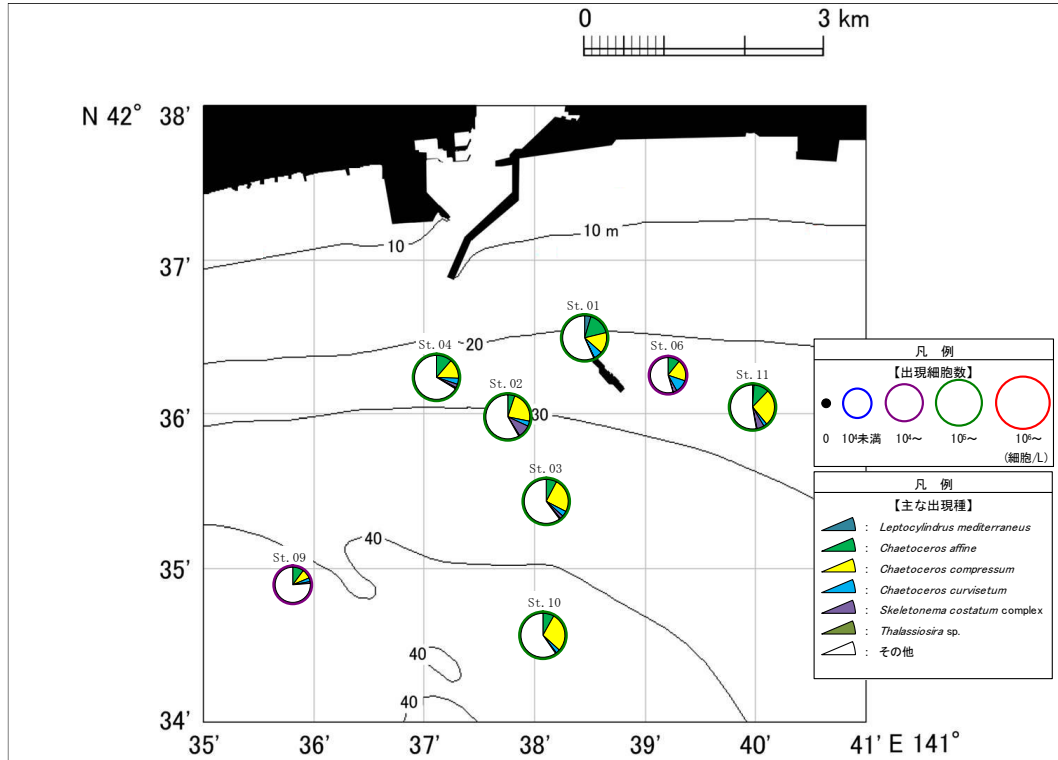 0 3 km
N 42° 38'
10
10 m
37'
St.01
St.04
20
St.06
St.11
St.02
36'
30
St.03
40
St.09
35'
St.10
40
40
34'
35' 36' 37' 38' 39' 40' 41' E 141°
凡 例
【出現細胞数】
0 10⁴未満 10⁴~ 10⁵~ 10⁶~
(細胞/L)
凡 例
【主な出現種】
: Leptocylindrus mediterraneus
: Chaetoceros affine
: Chaetoceros compressum
: Chaetoceros curvisetum
: Skeletonema costatum complex
: Thalassiosira sp.
: その他